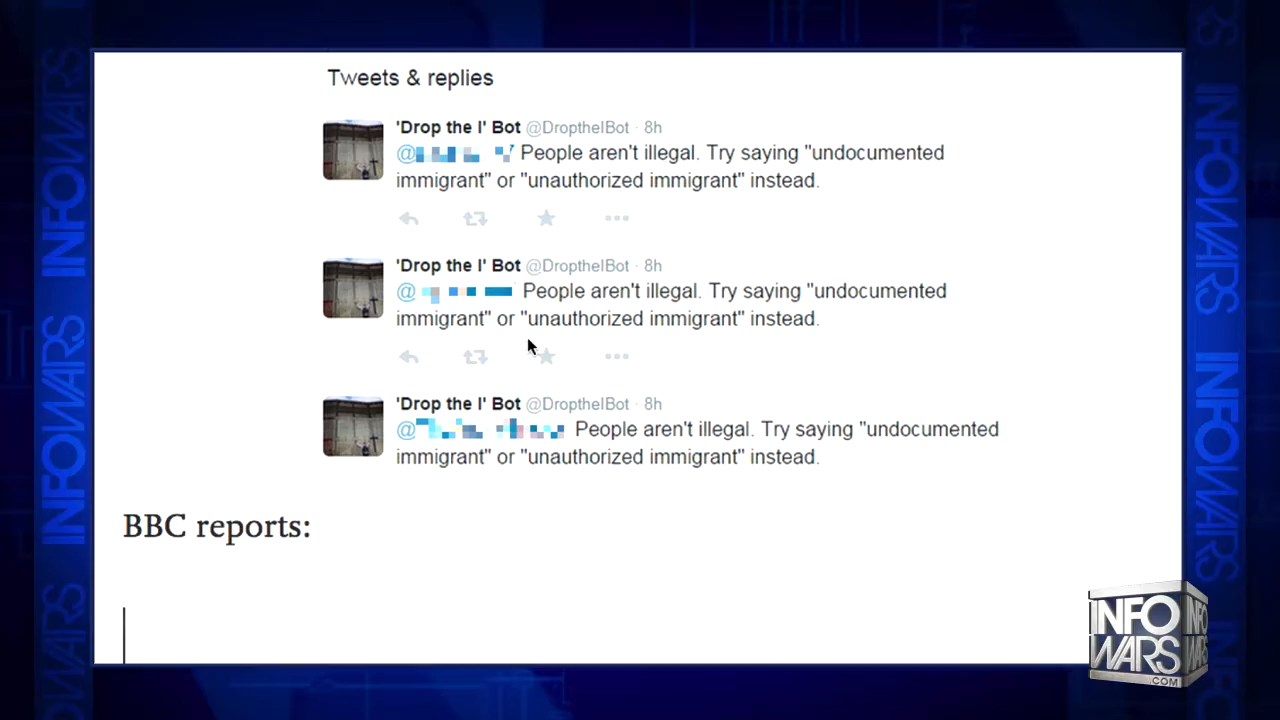 Tweets & replies
'Drop the I' Bot @DroptheIBot · 8h
@ People aren't illegal. Try saying "undocumented
immigrant" or "unauthorized immigrant" instead.
'Drop the I' Bot @DroptheIBot · 8h
@ People aren't illegal. Try saying "undocumented
immigrant" or "unauthorized immigrant" instead.
'Drop the I' Bot @DroptheIBot · 8h
@ People aren't illegal. Try saying "undocumented
immigrant" or "unauthorized immigrant" instead.
BBC reports:
INFO
WARS
.COM
INFOWARS
INFOWARS
INFOWARS
INFOWARS